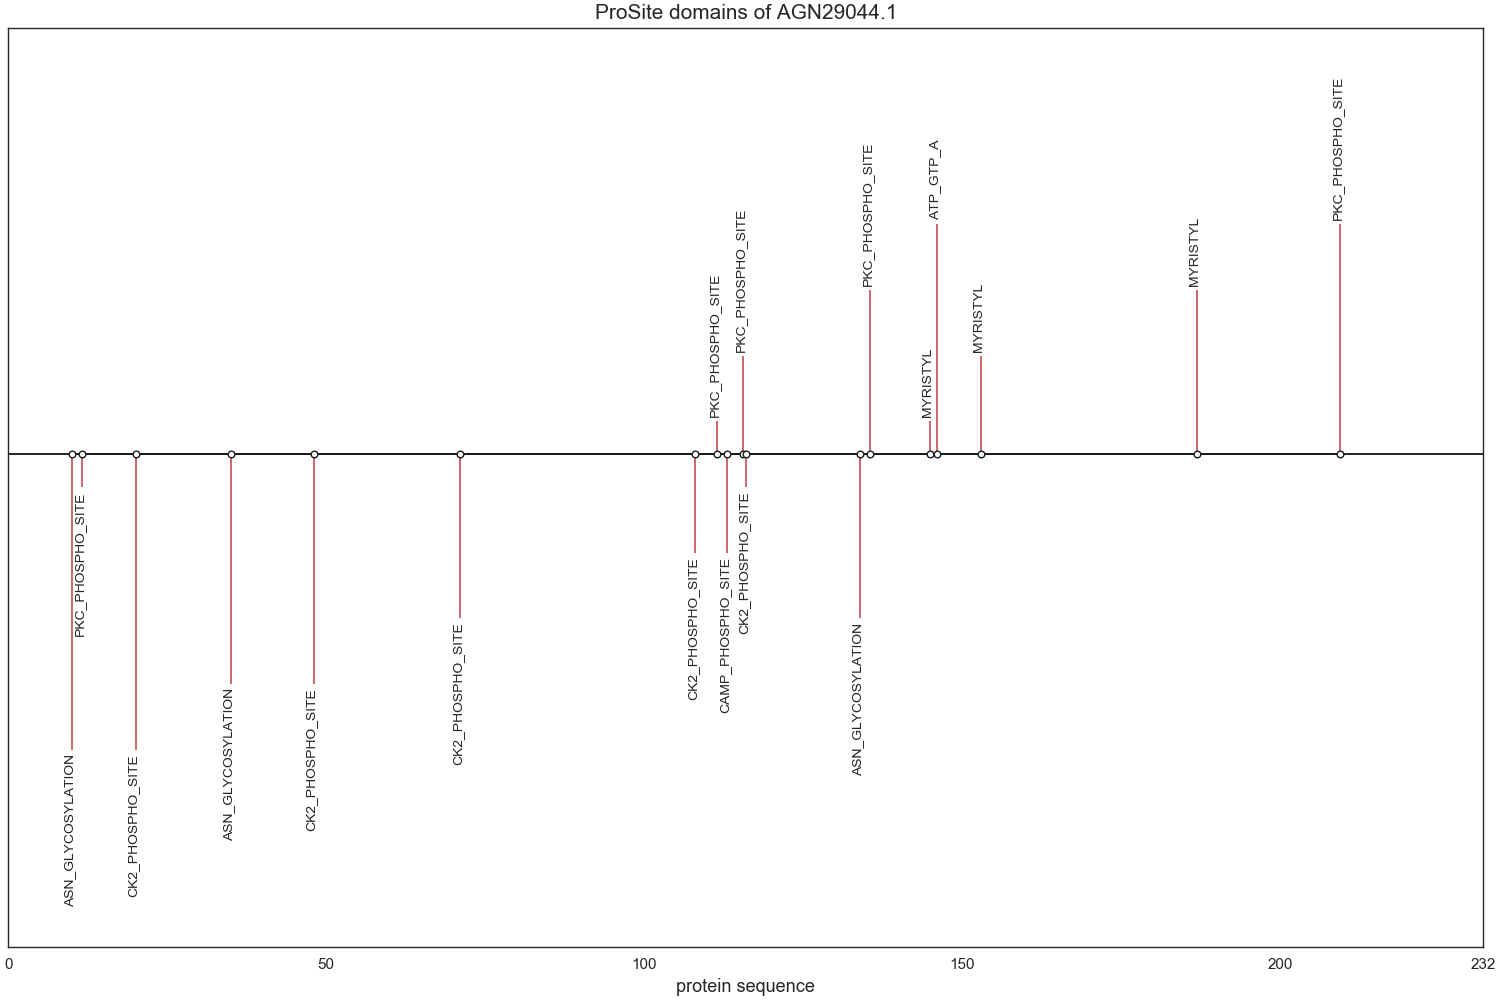 ProSite domains of AGN29044.1
PKC_PHOSPHO_SITE
PKC_PHOSPHO_SITE
PKC_PHOSPHO_SITE
ATP_GTP_A
MYRISTYL
MYRISTYL
MYRISTYL
PKC_PHOSPHO_SITE
ASN_GLYCOSYLATION
PKC_PHOSPHO_SITE
CK2_PHOSPHO_SITE
ASN_GLYCOSYLATION
CK2_PHOSPHO_SITE
CK2_PHOSPHO_SITE
CK2_PHOSPHO_SITE
CAMP_PHOSPHO_SITE
CK2_PHOSPHO_SITE
ASN_GLYCOSYLATION
0 50 100 150 200 232
protein sequence